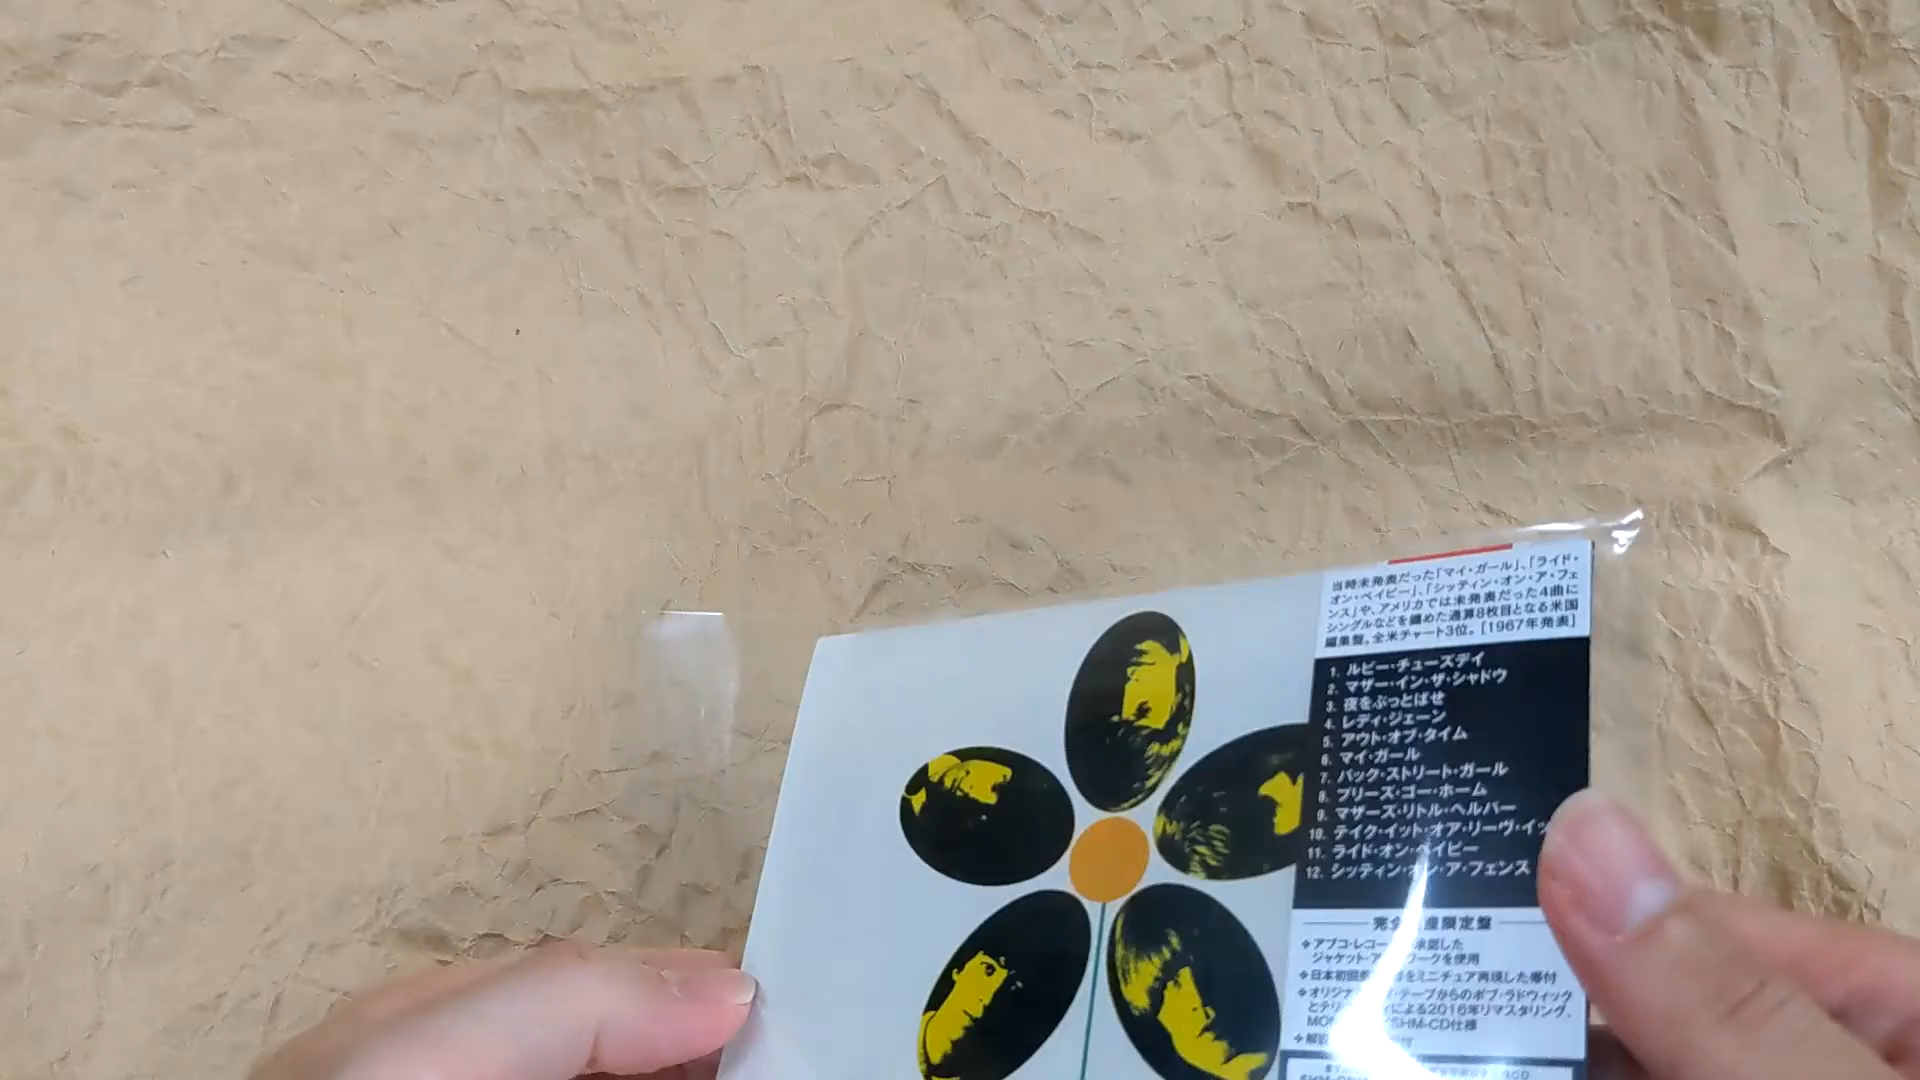 当時未発表だった「マイ・ガール」、「ライド・
オン・ベイビー」、「シッティン・オン・ア・フェ
ンス」や、アメリカでは未発表だった4曲に
シングルなどを纏めた通算8枚目となる米国
編集盤。全米チャート3位。[1967年発表]
1. ルビー・チューズデイ
2. マザー・イン・ザ・シャドウ
3. 夜をぶっとばせ
4. レディ・ジェーン
5. アウト・オブ・タイム
6. マイ・ガール
7. バック・ストリート・ガール
8. プリーズ・ゴー・ホーム
9. マザーズ・リトル・ヘルパー
10. テイク・イット・オア・リーヴ・イッ
11. ライド・オン・ベイビー
12. シッティン・オン・ア・フェンス
完全 産限定盤
❖アブコ・レコー 承認した
ジャケット・ア ワークを使用
❖日本初回 をミニチュア再現した帯付
❖オリジナ ・テープからのボブ・ラドウィック
とテリ ィによる2016年リマスタリング、
MON SHM-CD仕様
❖解説 付